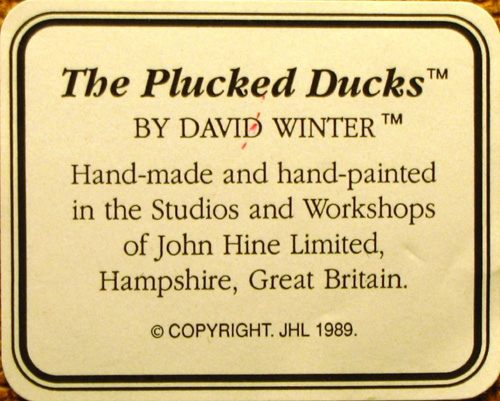 The Plucked Ducks™
BY DAVID WINTER™
Hand-made and hand-painted
in the Studios and Workshops
of John Hine Limited,
Hampshire, Great Britain.
© COPYRIGHT. JHL 1989.